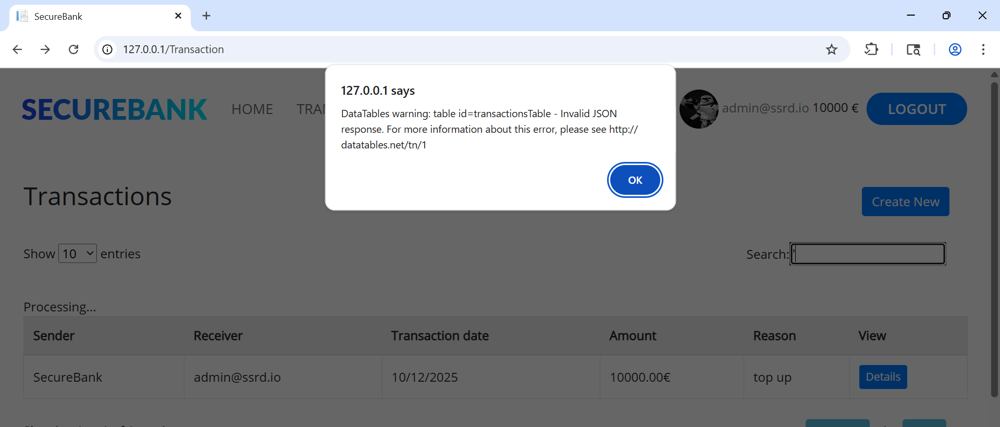 SecureBank
127.0.0.1/Transaction
127.0.0.1 says
DataTables warning: table id=transactionsTable - Invalid JSON
response. For more information about this error, please see http://
datatables.net/tn/1
OK
SECUREBANK HOME admin@ssrd.io 10000 € LOGOUT
Transactions
Create New
Show 10 entries
Search: '
Processing...
Sender Receiver Transaction date Amount Reason View
SecureBank admin@ssrd.io 10/12/2025 10000.00€ top up Details